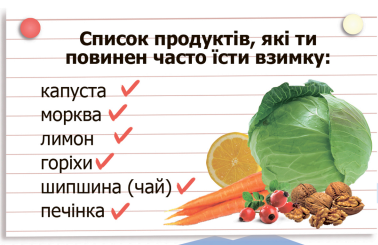 Список продуктів, які ти
повинен часто їсти взимку:
капуста
морква
лимон
горіхи
шипшина (чай)
печінка